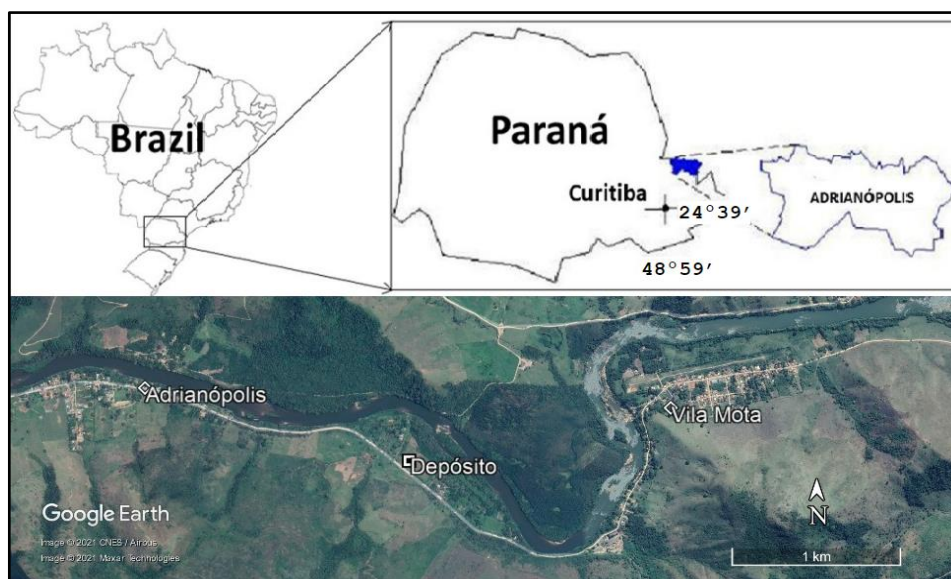 Brazil
Paraná
Curitiba
ADRIANÓPOLIS
24°39′
48°59′
Adrianópolis
Depósito
Vila Mota
Google Earth
Image © 2021 CNES / Airbus
Image © 2021 Maxar Technologies
N
1 km